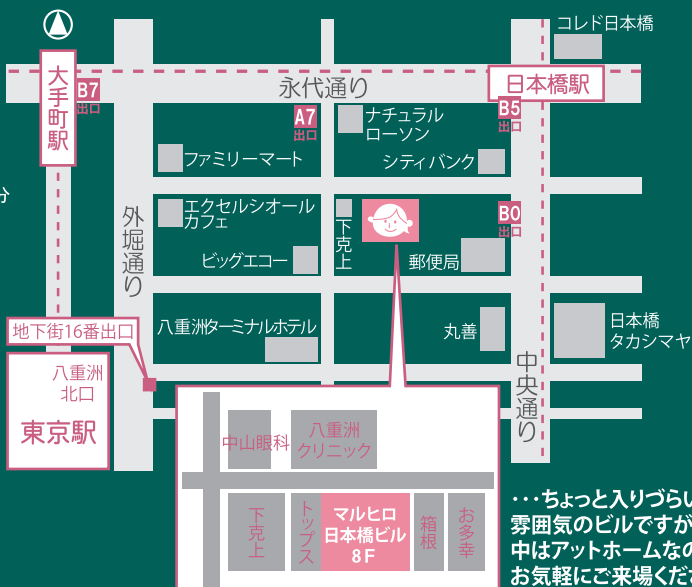 コレド日本橋
大手町駅
B7
出口
永代通り
日本橋駅
A7
出口
ナチュラル
ローソン
B5
出口
ファミリーマート
シティバンク
分
エクセルシオール
カフェ
下克上
B0
出口
外堀通り
ビッグエコー
郵便局
地下街16番出口
八重洲ターミナルホテル
丸善
日本橋
タカシマヤ
八重洲
北口
東京駅
中央通り
中山眼科
八重洲
クリニック
下克上
トップス
マルヒロ
日本橋ビル
8F
箱根
お多幸
・・・ちょっと入りづらい
雰囲気のビルですが
中はアットホームなの
お気軽にご来場くださ